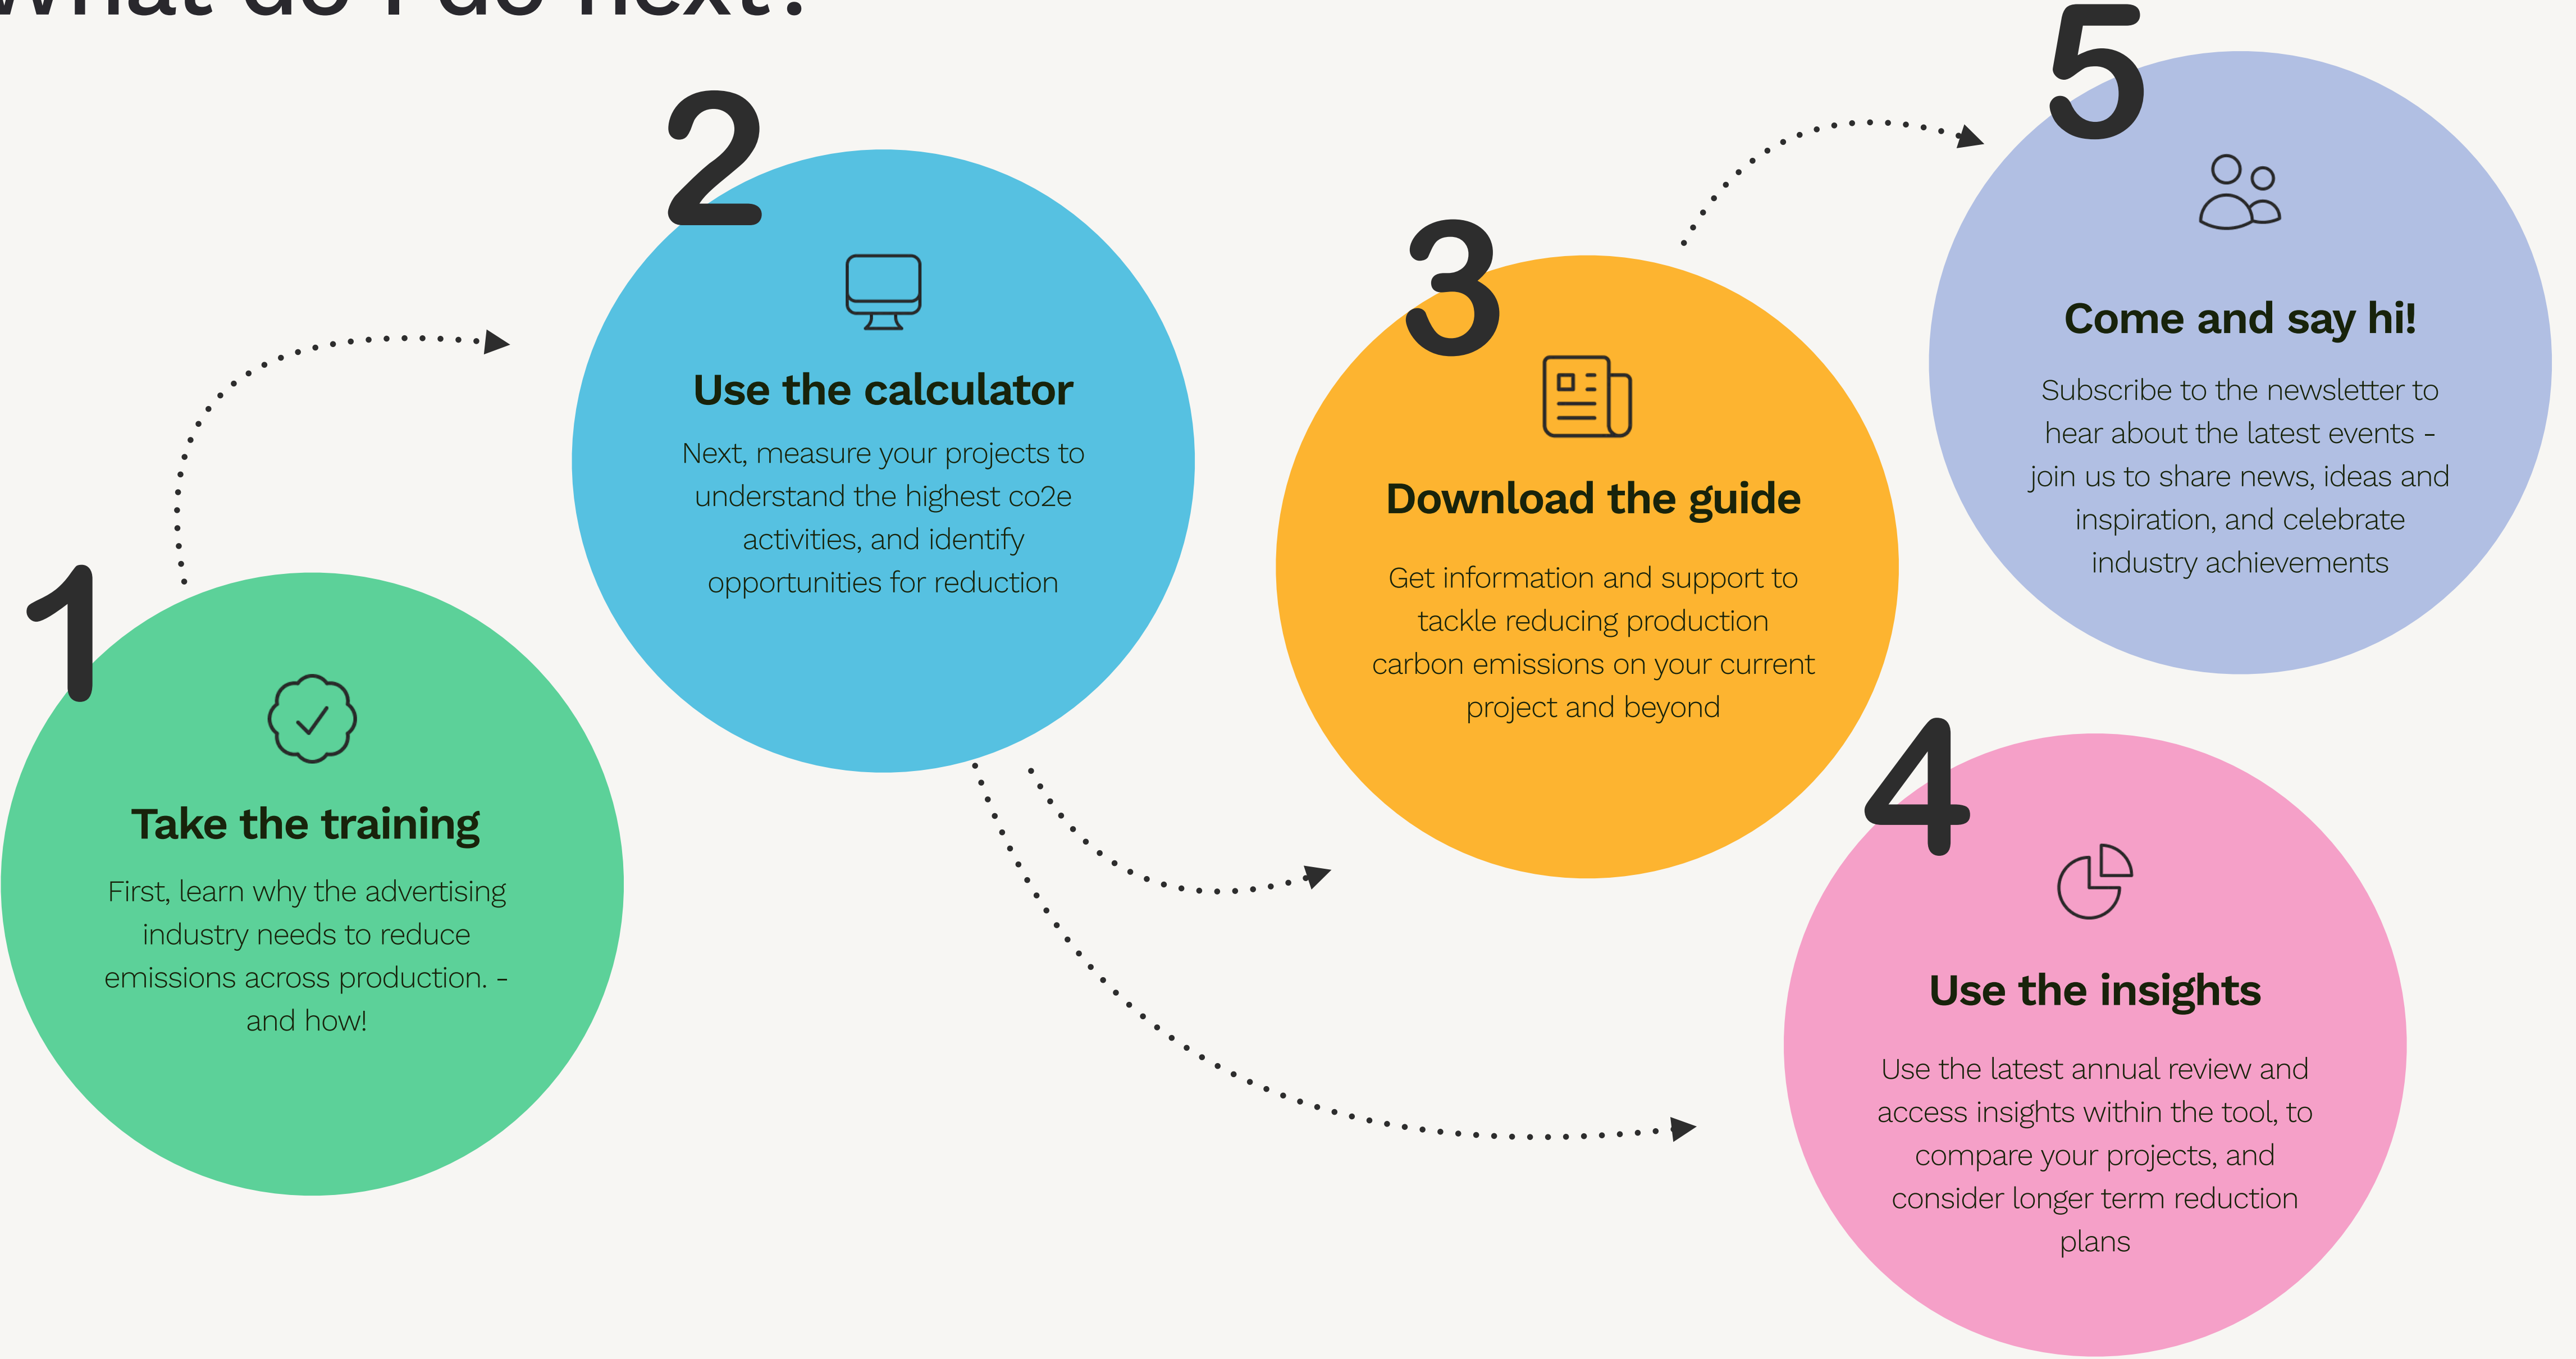 what do I do next?
1
Take the training
First, learn why the advertising
industry needs to reduce
emissions across production. -
and how!
2
Use the calculator
Next, measure your projects to
understand the highest co2e
activities, and identify
opportunities for reduction
3
Download the guide
Get information and support to
tackle reducing production
carbon emissions on your current
project and beyond
4
Use the insights
Use the latest annual review and
access insights within the tool, to
compare your projects, and
consider longer term reduction
plans
5
Come and say hi!
Subscribe to the newsletter to
hear about the latest events -
join us to share news, ideas and
inspiration, and celebrate
industry achievements